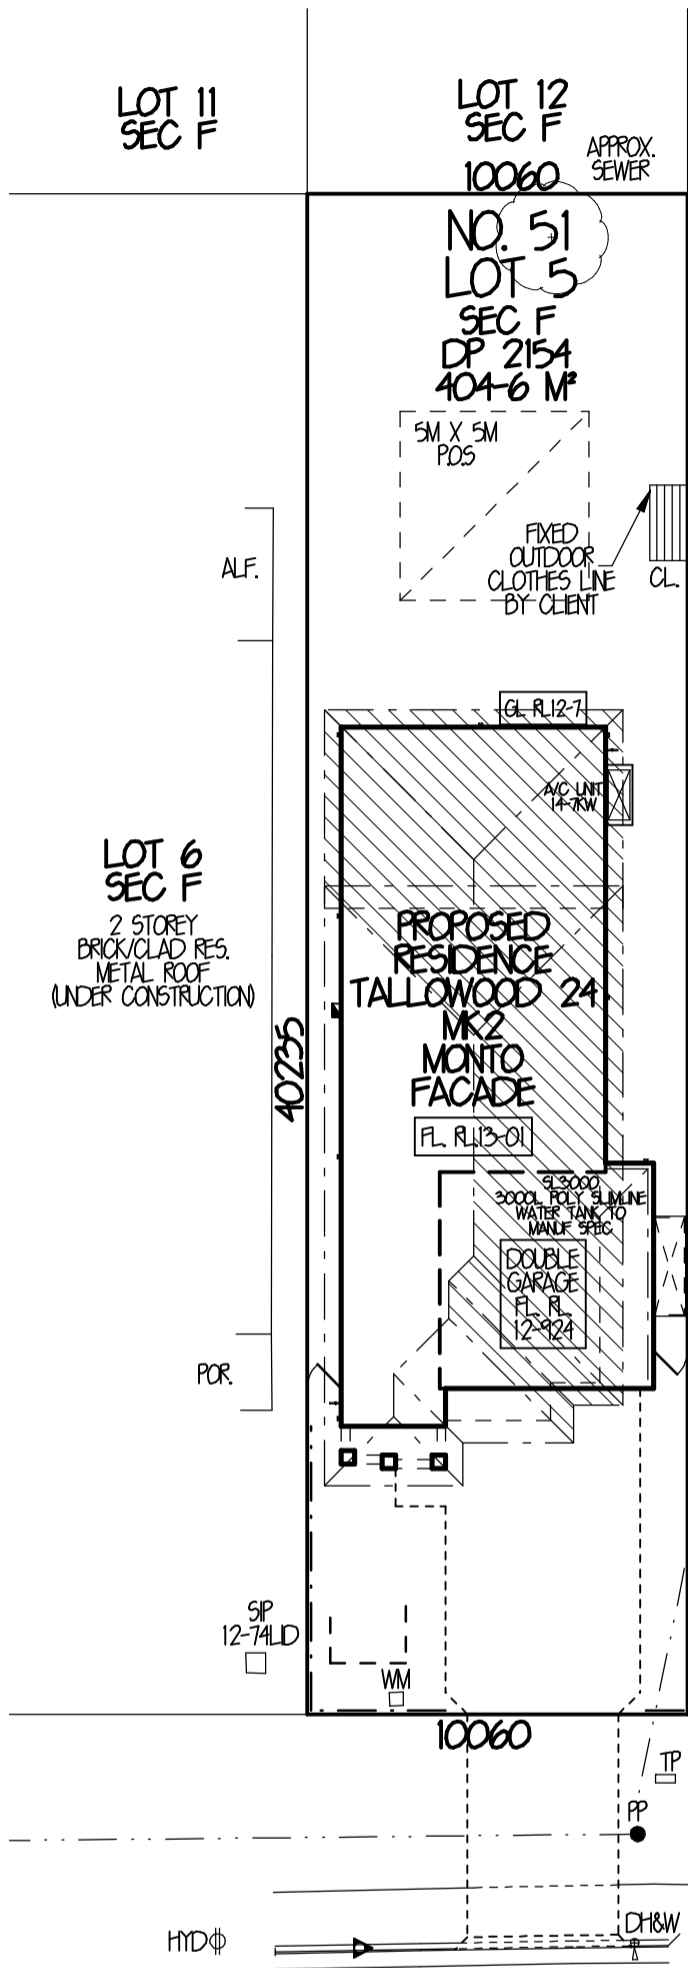 LOT 11
SEC F
LOT 12
SEC F
APPROX.
SEWER
10060
NO. 51
LOT 5
SEC F
DP 2154
404-6 M²
5M X 5M
P.O.S
FIXED
OUTDOOR
CLOTHES LINE
BY CLIENT
CL.
ALF.
GL RL12-7
A/C UNIT
14-7KW
LOT 6
SEC F
2 STOREY
BRICK/CLAD RES.
METAL ROOF
(UNDER CONSTRUCTION)
PROPOSED
RESIDENCE
TALLOWOOD 24
MK2
MONTO
FACADE
40235
FL. RL.13-01
SL3000
3000L POLY SLIMLINE
WATER TANK TO
MANUF SPEC
DOUBLE
GARAGE
FL. RL.
12-924
POR.
SIP
12-74LID
WM
10060
TP
PP
HYD
DH&W